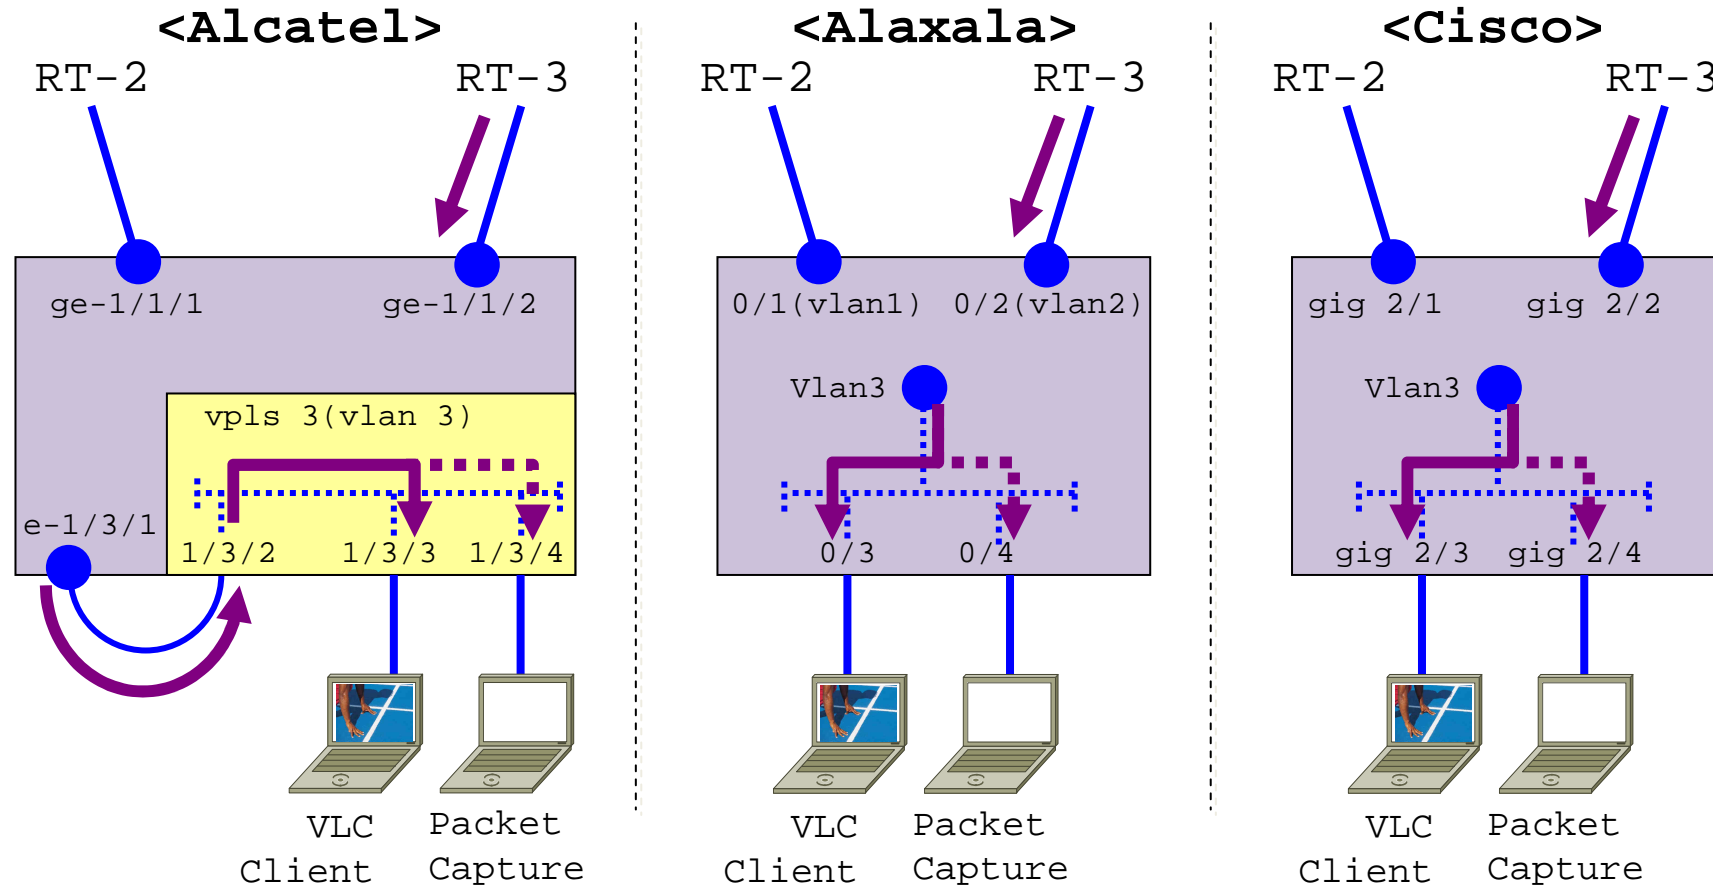 <Alcatel>
RT-2
RT-3
ge-1/1/1
ge-1/1/2
vpls 3(vlan 3)
e-1/3/1
1/3/2
1/3/3
1/3/4
VLC
Client
Packet
Capture
<Alaxala>
RT-2
RT-3
0/1(vlan1)
0/2(vlan2)
Vlan3
0/3
0/4
VLC
Client
Packet
Capture
<Cisco>
RT-2
RT-3
gig 2/1
gig 2/2
Vlan3
gig 2/3
gig 2/4
VLC
Client
Packet
Capture